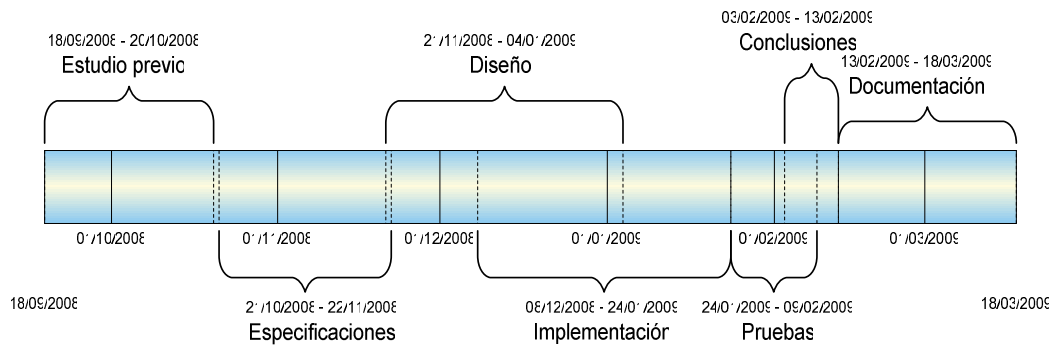 03/02/2009 - 13/02/2009
Conclusiones
18/09/2008 - 20/10/2008
Estudio previo
21/11/2008 - 04/01/2009
Diseño
13/02/2009 - 18/03/2009
Documentación
01/10/2008
01/11/2008
01/12/2008
01/01/2009
01/02/2009
01/03/2009
18/09/2008
18/03/2009
21/10/2008 - 22/11/2008
Especificaciones
08/12/2008 - 24/01/2009
Implementación
24/01/2009 - 09/02/2009
Pruebas